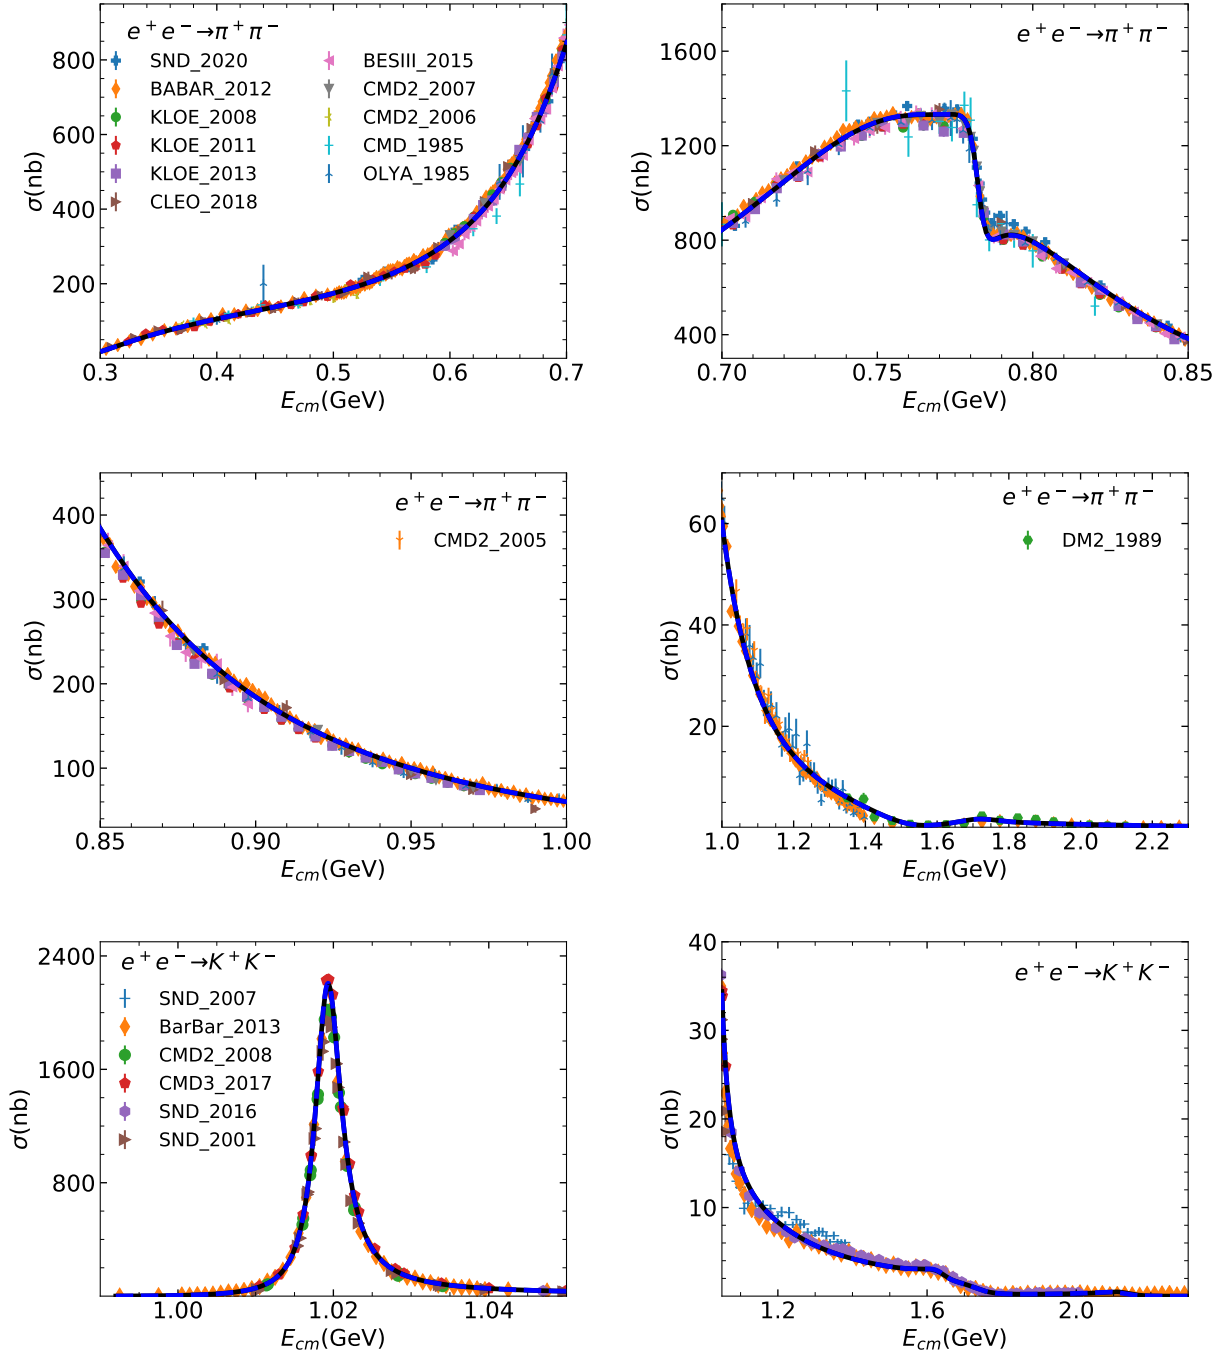 e⁺e⁻→π⁺π⁻
SND_2020
BABAR_2012
KLOE_2008
KLOE_2011
KLOE_2013
CLEO_2018
BESIII_2015
CMD2_2007
CMD2_2006
CMD_1985
OLYA_1985
σ(nb)
800
600
400
200
0.3 0.4 0.5 0.6 0.7
E_cm(GeV)
e⁺e⁻→π⁺π⁻
σ(nb)
1600
1200
800
400
0.70 0.75 0.80 0.85
E_cm(GeV)
e⁺e⁻→π⁺π⁻
CMD2_2005
σ(nb)
400
300
200
100
0.85 0.90 0.95 1.00
E_cm(GeV)
e⁺e⁻→π⁺π⁻
DM2_1989
σ(nb)
60
40
20
1.0 1.2 1.4 1.6 1.8 2.0 2.2
E_cm(GeV)
e⁺e⁻→K⁺K⁻
SND_2007
BarBar_2013
CMD2_2008
CMD3_2017
SND_2016
SND_2001
σ(nb)
2400
1600
800
1.00 1.02 1.04
E_cm(GeV)
e⁺e⁻→K⁺K⁻
σ(nb)
40
30
20
10
1.2 1.6 2.0
E_cm(GeV)